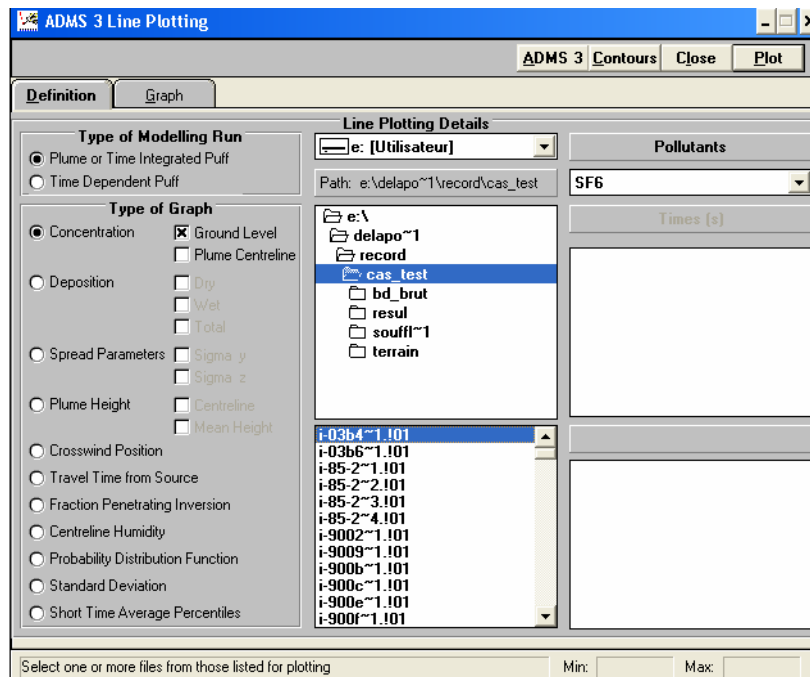 ADMS 3 Line Plotting
ADMS 3 Contours Close Plot
Definition Graph
Line Plotting Details
Type of Modelling Run
Plume or Time Integrated Puff
Time Dependent Puff
Type of Graph
Concentration Ground Level
Plume Centreline
Deposition Dry
Wet
Total
Spread Parameters Sigma y
Sigma z
Plume Height Centreline
Mean Height
Crosswind Position
Travel Time from Source
Fraction Penetrating Inversion
Centreline Humidity
Probability Distribution Function
Standard Deviation
Short Time Average Percentiles
e: [Utilisateur]
Path: e:\delapo~1\record\cas_test
e:\
delapo~1
record
cas_test
bd_brut
resul
souffl~1
terrain
i-03b4~1.!01
i-03b6~1.!01
i-85-2~1.!01
i-85-2~2.!01
i-85-2~3.!01
i-85-2~4.!01
i-9002~1.!01
i-9009~1.!01
i-900b~1.!01
i-900c~1.!01
i-900e~1.!01
i-900f~1.!01
Pollutants
SF6
Times (s)
Select one or more files from those listed for plotting Min: Max: